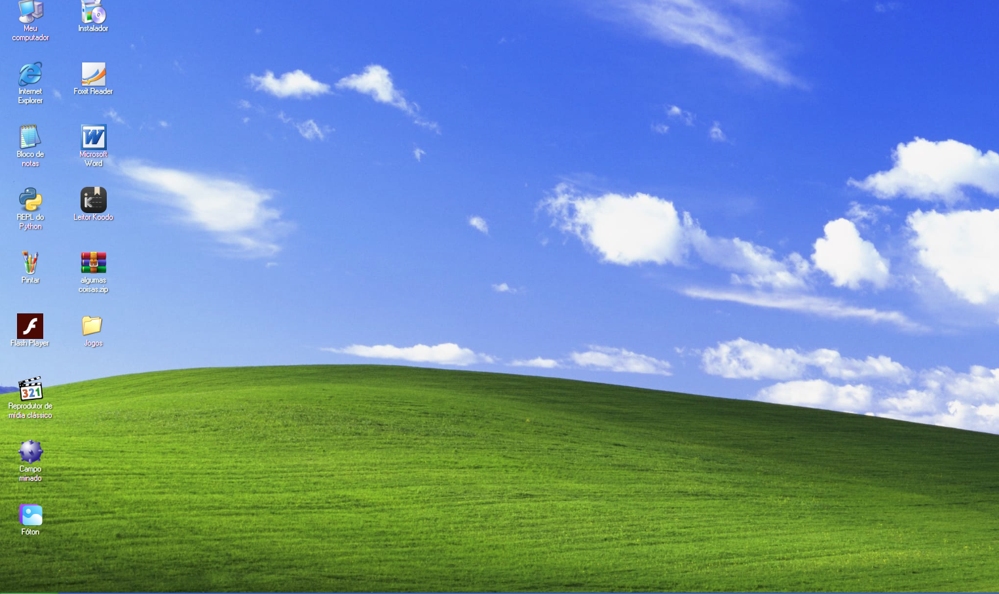 Meu
computador
Internet
Explorer
Bloco de
notas
REPL do
Python
Pintar
Flash Player
321
Reprodutor de
mídia clássico
Campo
minado
Fóton
Instalador
Foxit Reader
W
Microsoft
Word
Leitor Koodo
algumas
coisas.zip
Jogos